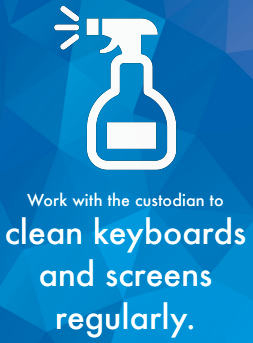 Work with the custodian to
clean keyboards
and screens
regularly.